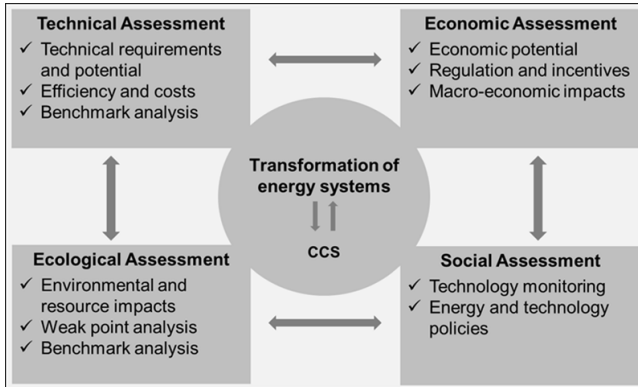 Technical Assessment
✓ Technical requirements
and potential
✓ Efficiency and costs
✓ Benchmark analysis
Economic Assessment
✓ Economic potential
✓ Regulation and incentives
✓ Macro-economic impacts
Transformation of
energy systems
CCS
Ecological Assessment
✓ Environmental and
resource impacts
✓ Weak point analysis
✓ Benchmark analysis
Social Assessment
✓ Technology monitoring
✓ Energy and technology
policies